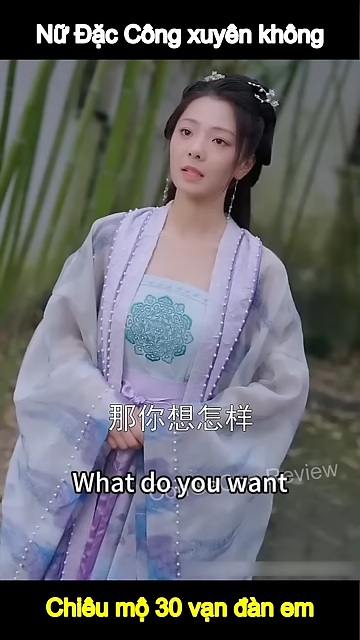 Nữ Đặc Công xuyên không
那你想怎样
What do you want
Review
Chiêu mộ 30 vạn đàn em